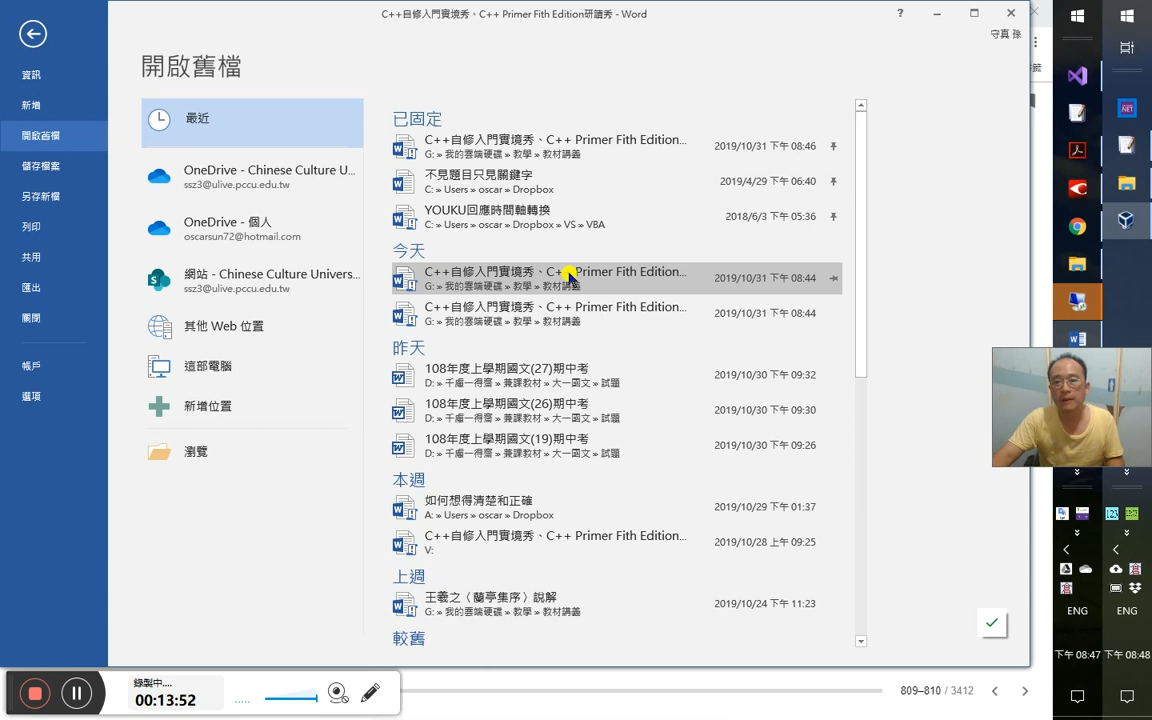 C++自修入門實境秀、C++ Primer Fith Edition研讀秀 - Word
?
守真 孫
資訊
新增
開啟舊檔
儲存檔案
另存新檔
列印
共用
匯出
關閉
帳戶
選項
開啟舊檔
最近
OneDrive - Chinese Culture U...
ssz3@ulive.pccu.edu.tw
OneDrive - 個人
oscarsun72@hotmail.com
網站 - Chinese Culture Univers...
ssz3@ulive.pccu.edu.tw
其他 Web 位置
這部電腦
新增位置
瀏覽
已固定
C++自修入門實境秀、C++ Primer Fith Edition... 2019/10/31 下午 08:46
G: » 我的雲端硬碟 » 教學 » 教材講義
不見題目只見關鍵字 2019/4/29 下午 06:40
C: » Users » oscar » Dropbox
YOUKU回應時間軸轉換 2018/6/3 下午 05:36
C: » Users » oscar » Dropbox » VS » VBA
今天
C++自修入門實境秀、C++ Primer Fith Edition... 2019/10/31 下午 08:44
G: » 我的雲端硬碟 » 教學 » 教材講義
C++自修入門實境秀、C++ Primer Fith Edition... 2019/10/31 下午 08:44
G: » 我的雲端硬碟 » 教學 » 教材講義
昨天
108年度上學期國文(27)期中考 2019/10/30 下午 09:32
D: » 千慮一得齋 » 兼課教材 » 大一國文 » 試題
108年度上學期國文(26)期中考 2019/10/30 下午 09:30
D: » 千慮一得齋 » 兼課教材 » 大一國文 » 試題
108年度上學期國文(19)期中考 2019/10/30 下午 09:26
D: » 千慮一得齋 » 兼課教材 » 大一國文 » 試題
本週
如何想得清楚和正確 2019/10/29 下午 01:37
A: » Users » oscar » Dropbox
C++自修入門實境秀、C++ Primer Fith Edition... 2019/10/28 上午 09:25
V:
上週
王羲之〈蘭亭集序〉說解 2019/10/24 下午 11:23
G: » 我的雲端硬碟 » 教學 » 教材講義
較舊
錄製中....
00:13:52
809–810 / 3412
.NET
123
ENG
ENG
下午 08:47
下午 08:48